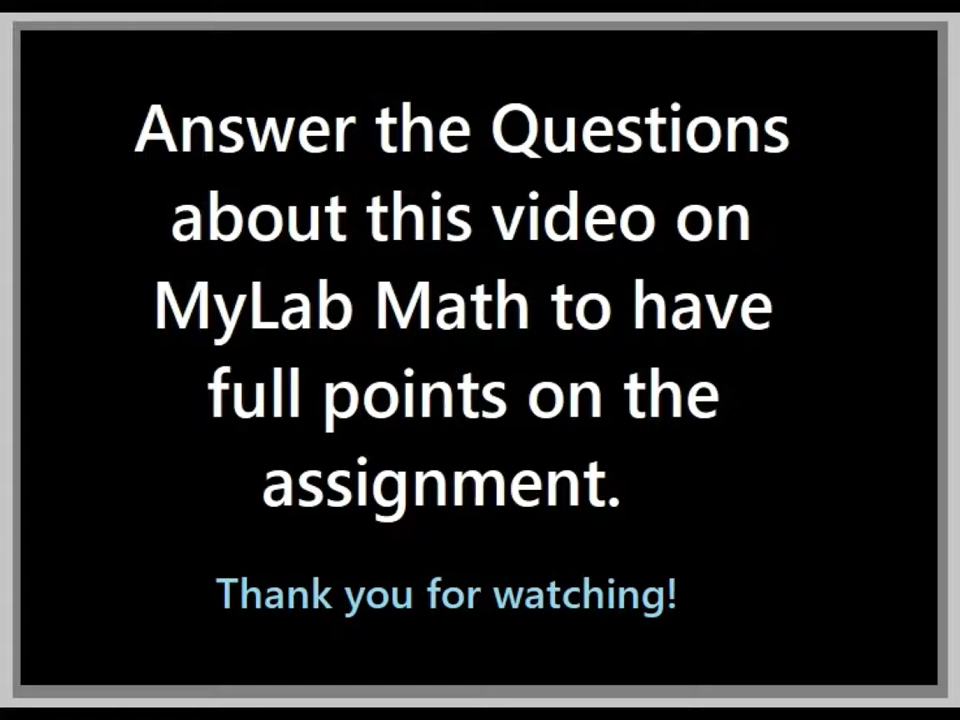 Answer the Questions
about this video on
MyLab Math to have
full points on the
assignment.
Thank you for watching!